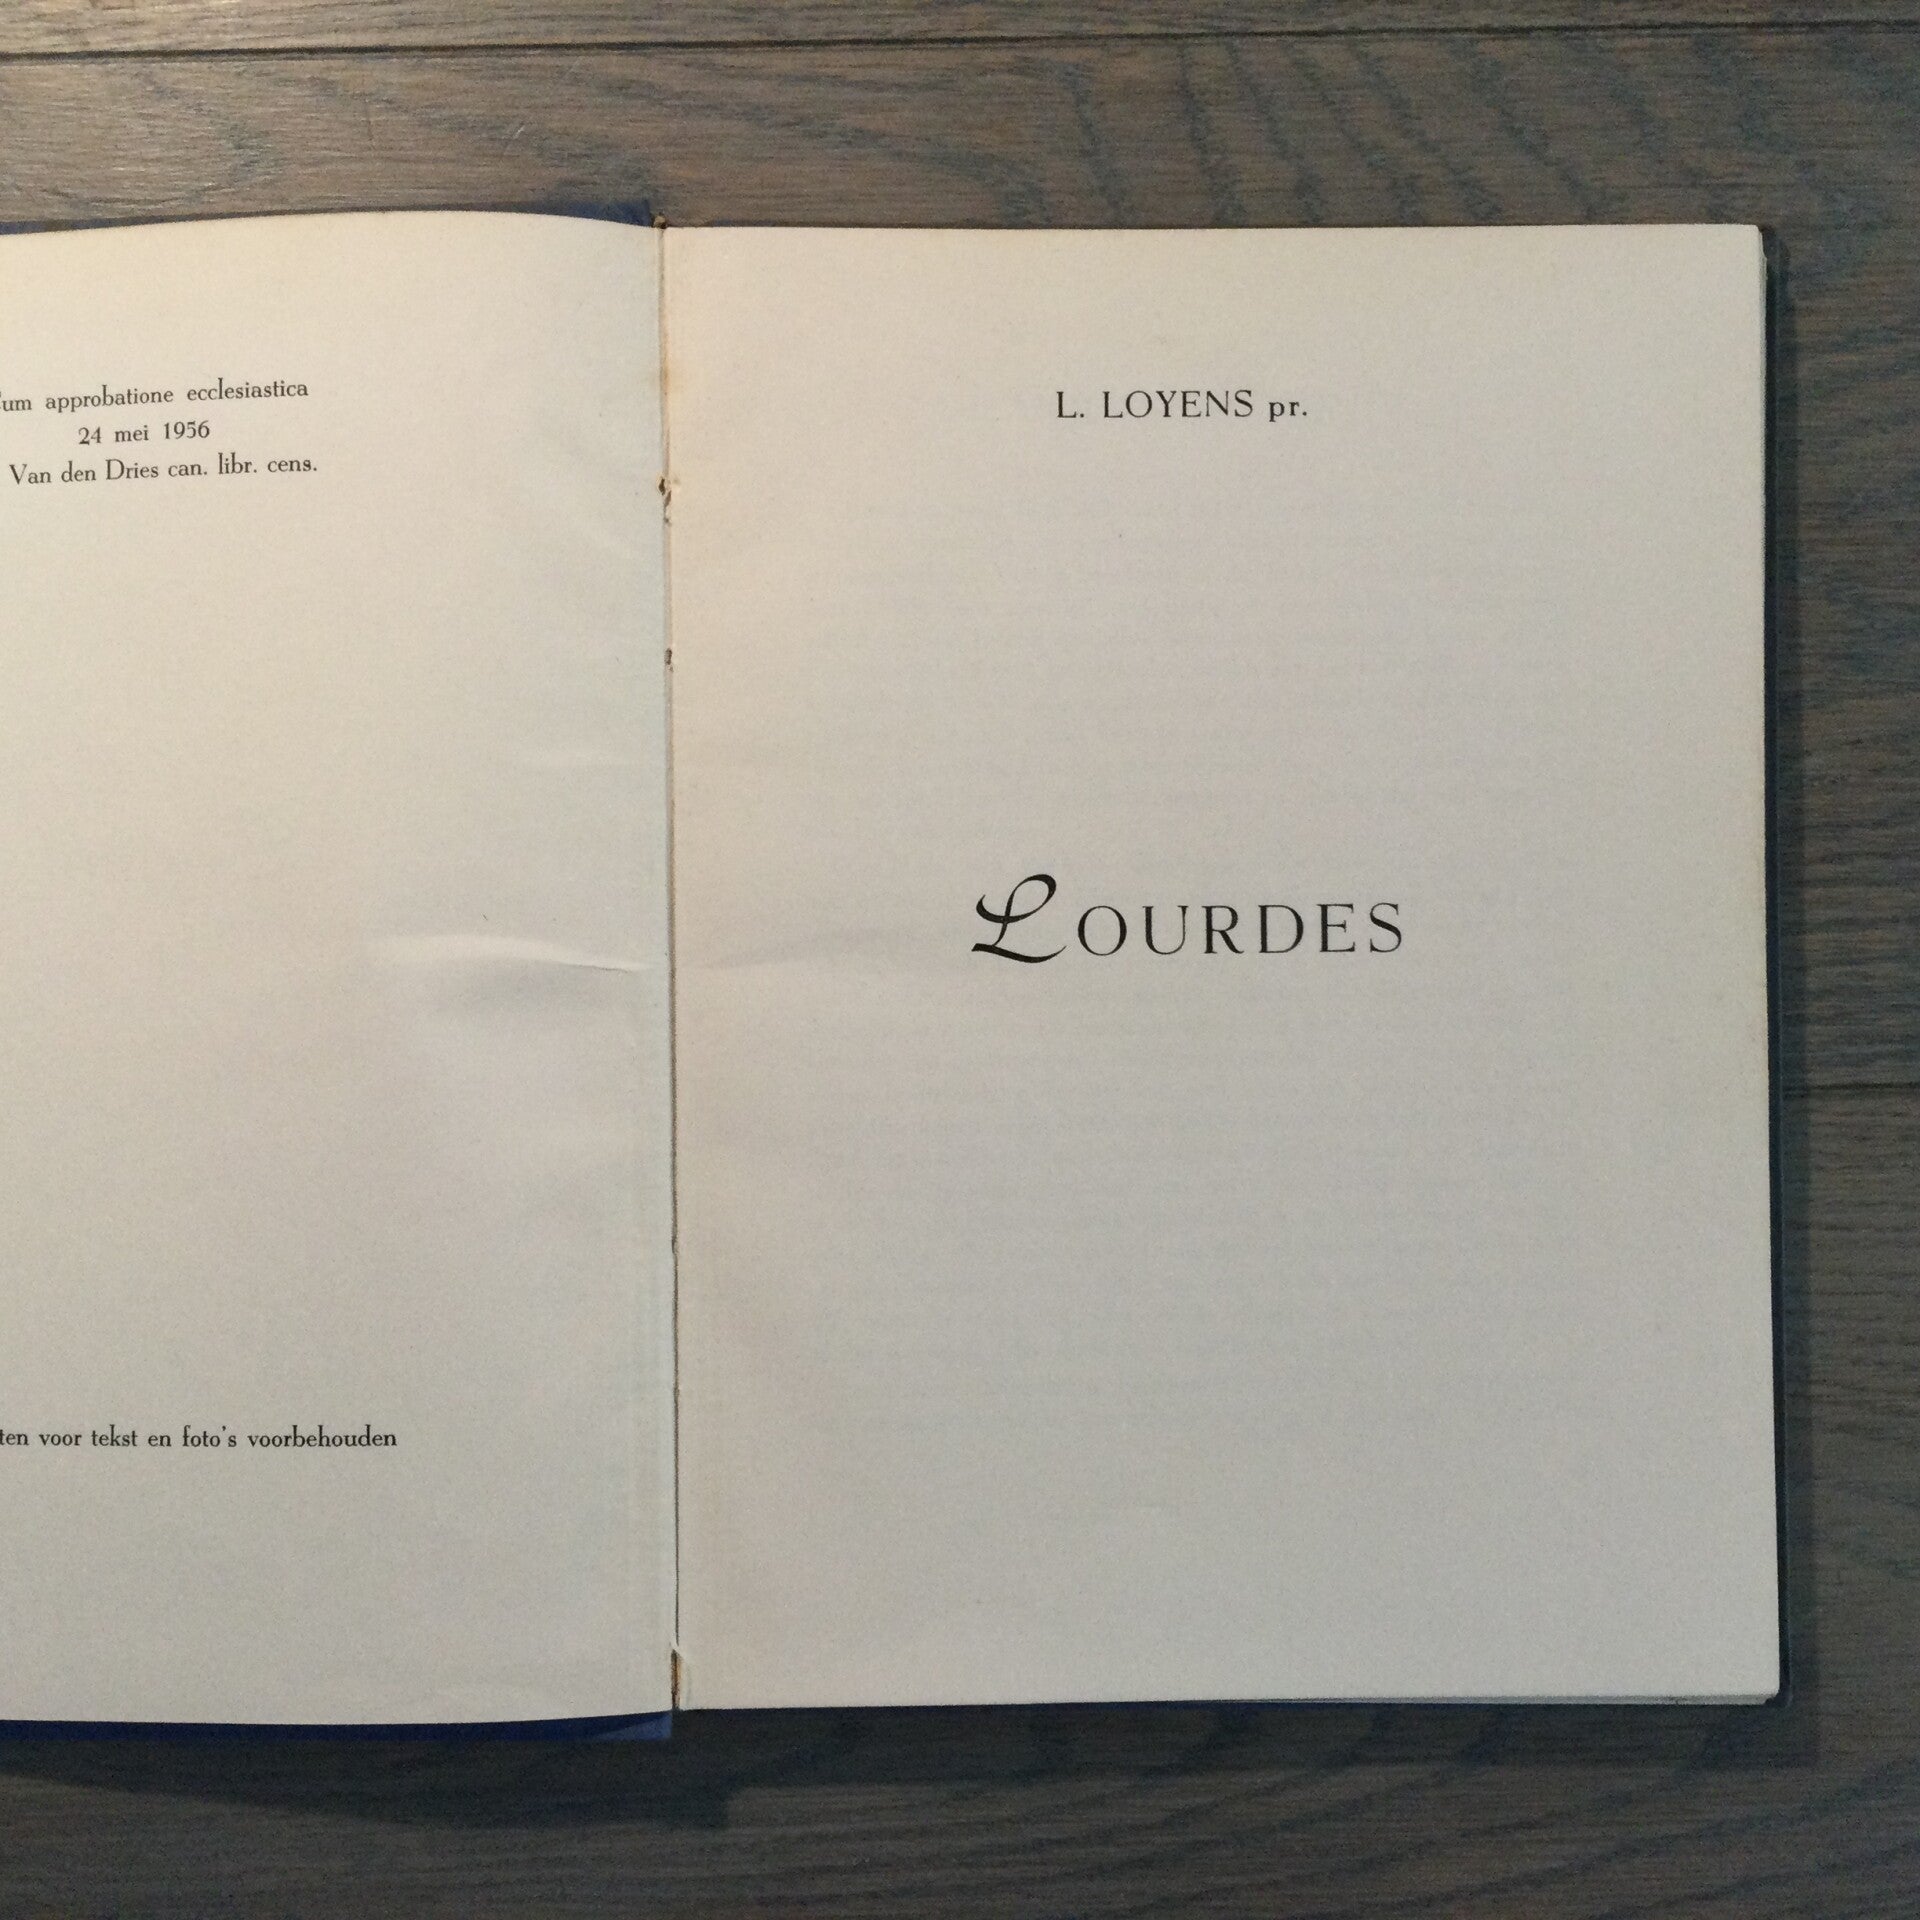 um approbatione ecclesiastica
24 mei 1956
Van den Dries can. libr. cens.
ten voor tekst en foto's voorbehouden
L. LOYENS pr.
LOURDES